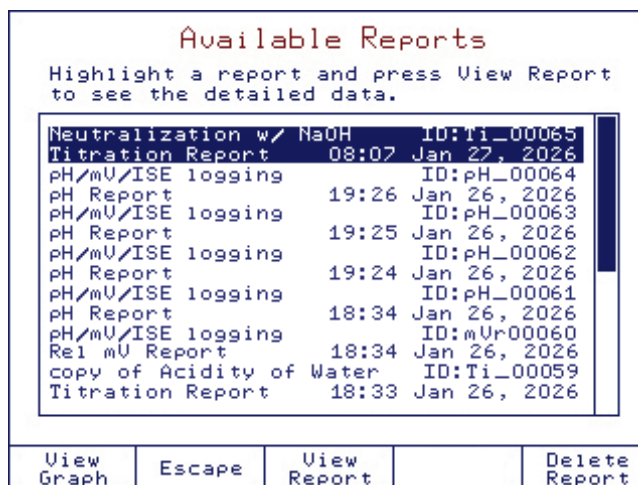 Available Reports
Highlight a report and press View Report
to see the detailed data.
Neutralization w/ NaOH ID:Ti_00065
Titration Report 08:07 Jan 27, 2026
pH/mV/ISE logging ID:pH_00064
pH Report 19:26 Jan 26, 2026
pH/mV/ISE logging ID:pH_00063
pH Report 19:25 Jan 26, 2026
pH/mV/ISE logging ID:pH_00062
pH Report 19:24 Jan 26, 2026
pH/mV/ISE logging ID:pH_00061
pH Report 18:34 Jan 26, 2026
pH/mV/ISE logging ID:mVr00060
Rel mV Report 18:34 Jan 26, 2026
copy of Acidity of Water ID:Ti_00059
Titration Report 18:33 Jan 26, 2026
View Graph
Escape
View Report
Delete Report